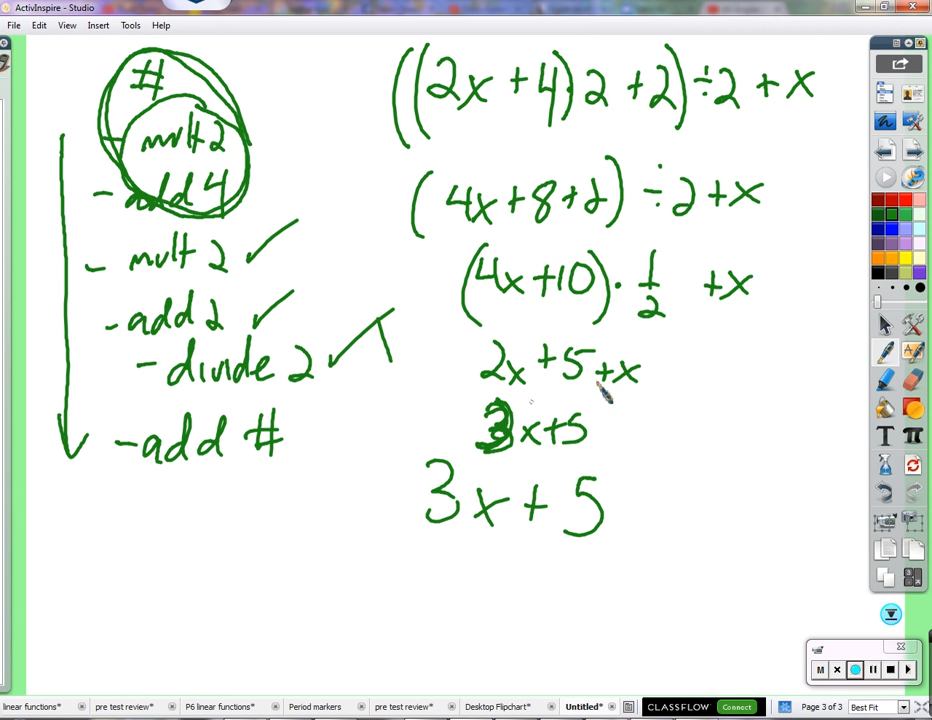 ActivInspire - Studio
File Edit View Insert Tools Help
#
- mult 2
- add 4
- mult 2 ✓
- add 2 ✓
- divide 2 ✓
- add #
((2x + 4) 2 + 2) ÷ 2 + x
(4x + 8 + 2) ÷ 2 + x
(4x + 10) · 1/2 + x
2x + 5 + x
3x + 5
3x + 5
linear functions* pre test review* P6 linear functions* Period markers pre test review* Desktop Flipchart* Untitled* CLASSFLOW Connect Page 3 of 3 Best Fit
M